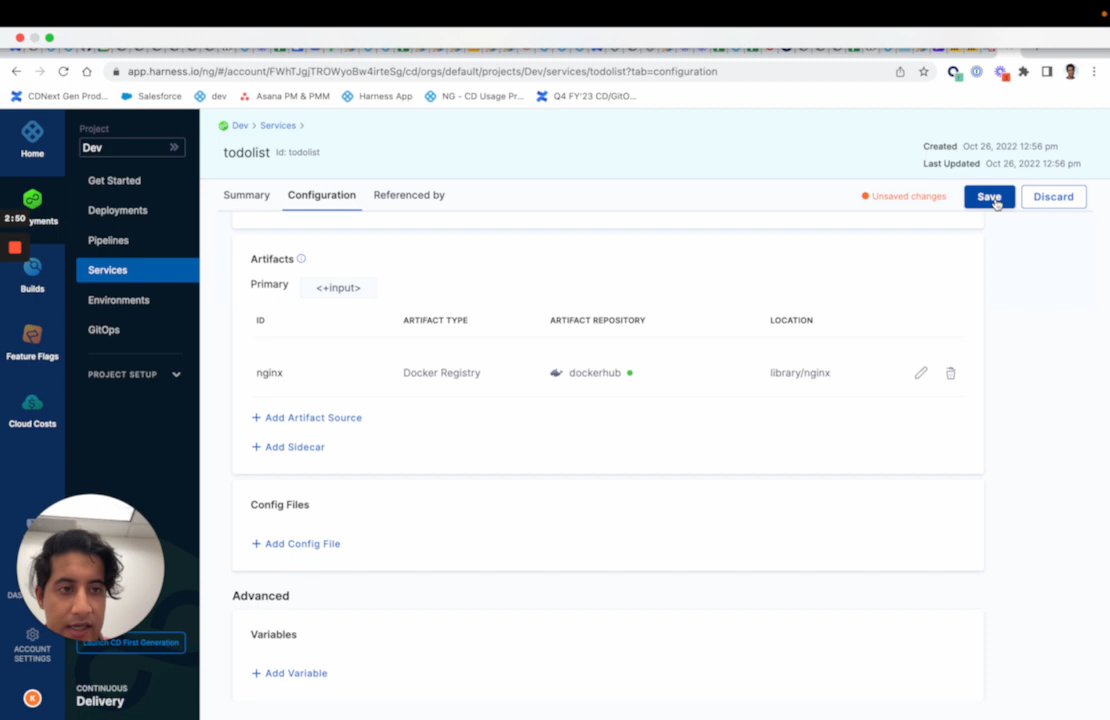 app.harness.io/ng/#/account/FWhTJgjTROWyoBw4irteSg/cd/orgs/default/projects/Dev/services/todolist?tab=configuration
CDNext Gen Prod... Salesforce dev Asana PM & PMM Harness App NG - CD Usage Pr... Q4 FY'23 CD/GitO...
Home
2:50
yments
Builds
Feature Flags
Cloud Costs
DAS
ACCOUNT
SETTINGS
K
Project
Dev
Get Started
Deployments
Pipelines
Services
Environments
GitOps
PROJECT SETUP
Launch CD First Generation
CONTINUOUS
Delivery
Dev > Services >
todolist Id: todolist
Created Oct 26, 2022 12:56 pm
Last Updated Oct 26, 2022 12:56 pm
Summary Configuration Referenced by
Unsaved changes Save Discard
Artifacts
Primary <+input>
ID ARTIFACT TYPE ARTIFACT REPOSITORY LOCATION
nginx Docker Registry dockerhub library/nginx
+ Add Artifact Source
+ Add Sidecar
Config Files
+ Add Config File
Advanced
Variables
+ Add Variable